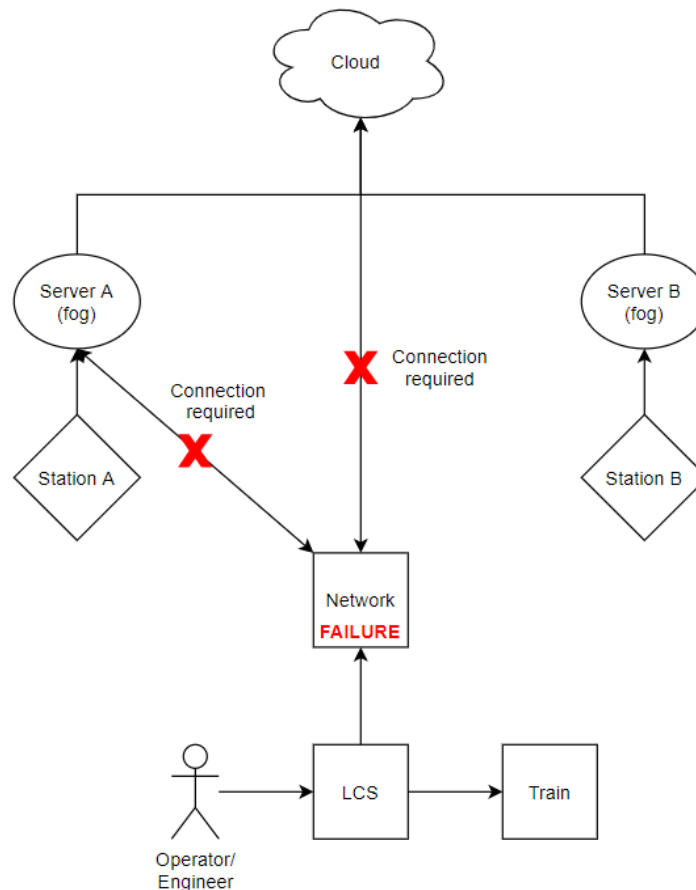 Cloud
Server A
(fog)
Server B
(fog)
Connection
required
Connection
required
Station A
Station B
Network
FAILURE
LCS
Train
Operator/
Engineer